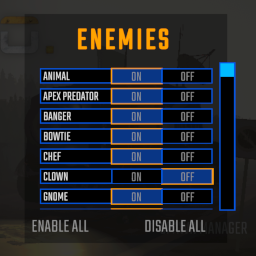 ENEMIES
ANIMAL ON OFF
APEX PREDATOR ON OFF
BANGER ON OFF
BOWTIE ON OFF
CHEF ON OFF
CLOWN ON OFF
GNOME ON OFF
ENABLE ALL DISABLE ALL